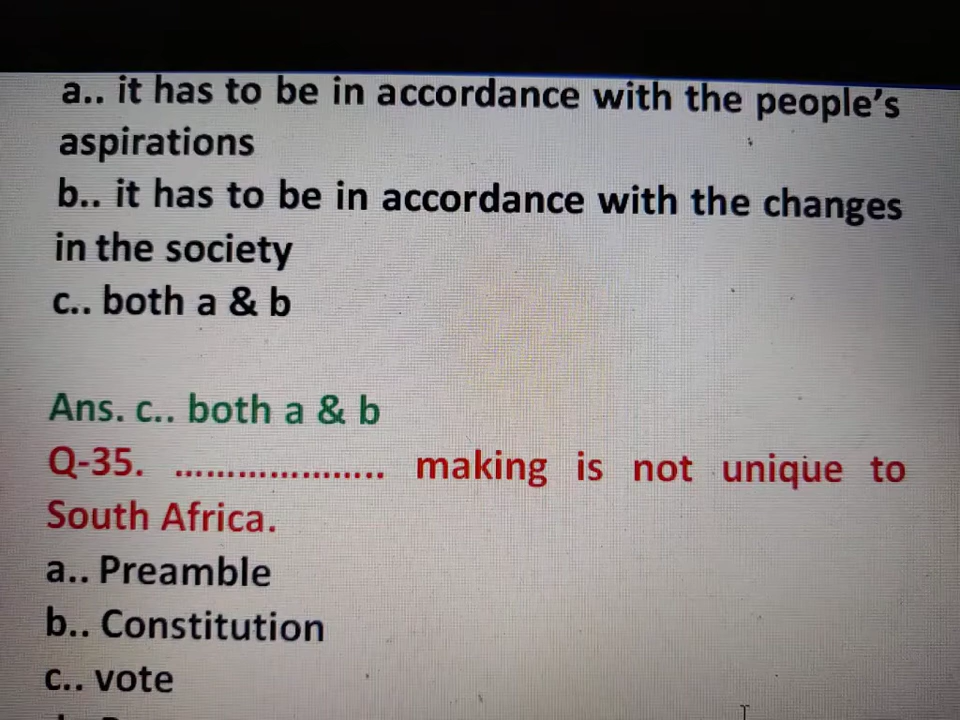 a.. it has to be in accordance with the people's
aspirations
b.. it has to be in accordance with the changes
in the society
c.. both a & b
Ans. c.. both a & b
Q-35. .................... making is not unique to
South Africa.
a.. Preamble
b.. Constitution
c.. vote